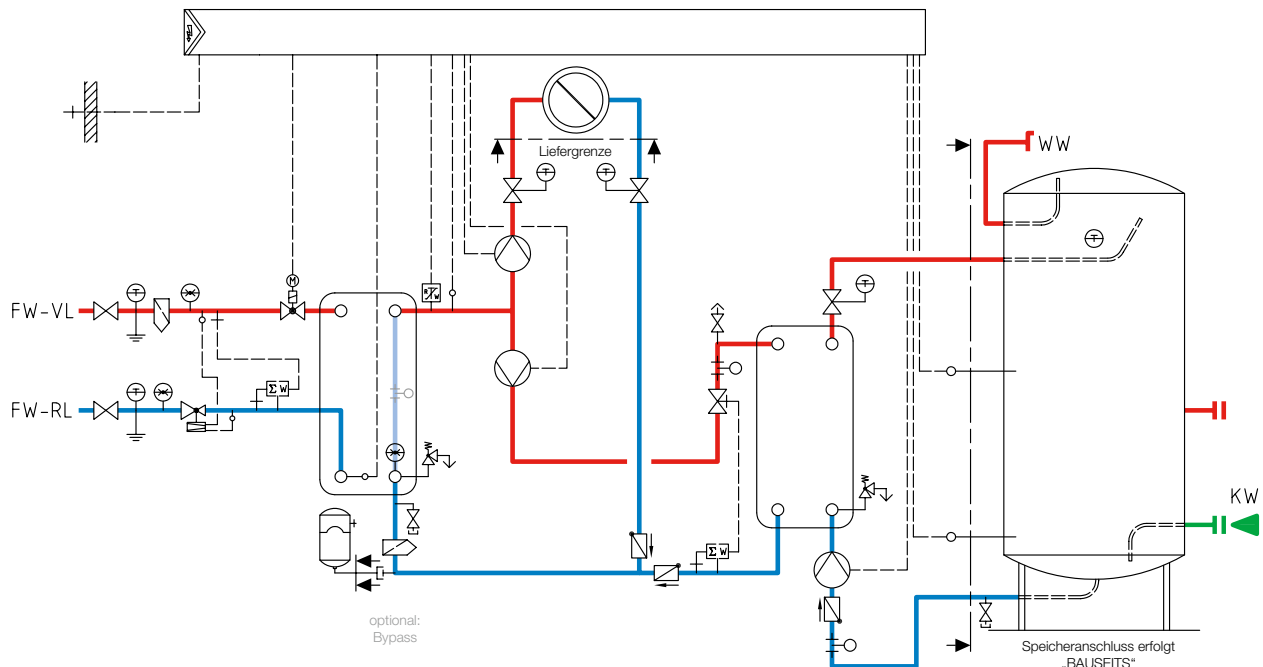 Liefergrenze
WW
T
T
T
T
M
R
T
W
FW-VL
T
Σ W
FW-RL
T
KW
Σ W
optional:
Bypass
Speicheranschluss erfolgt
„BAUSEITS“